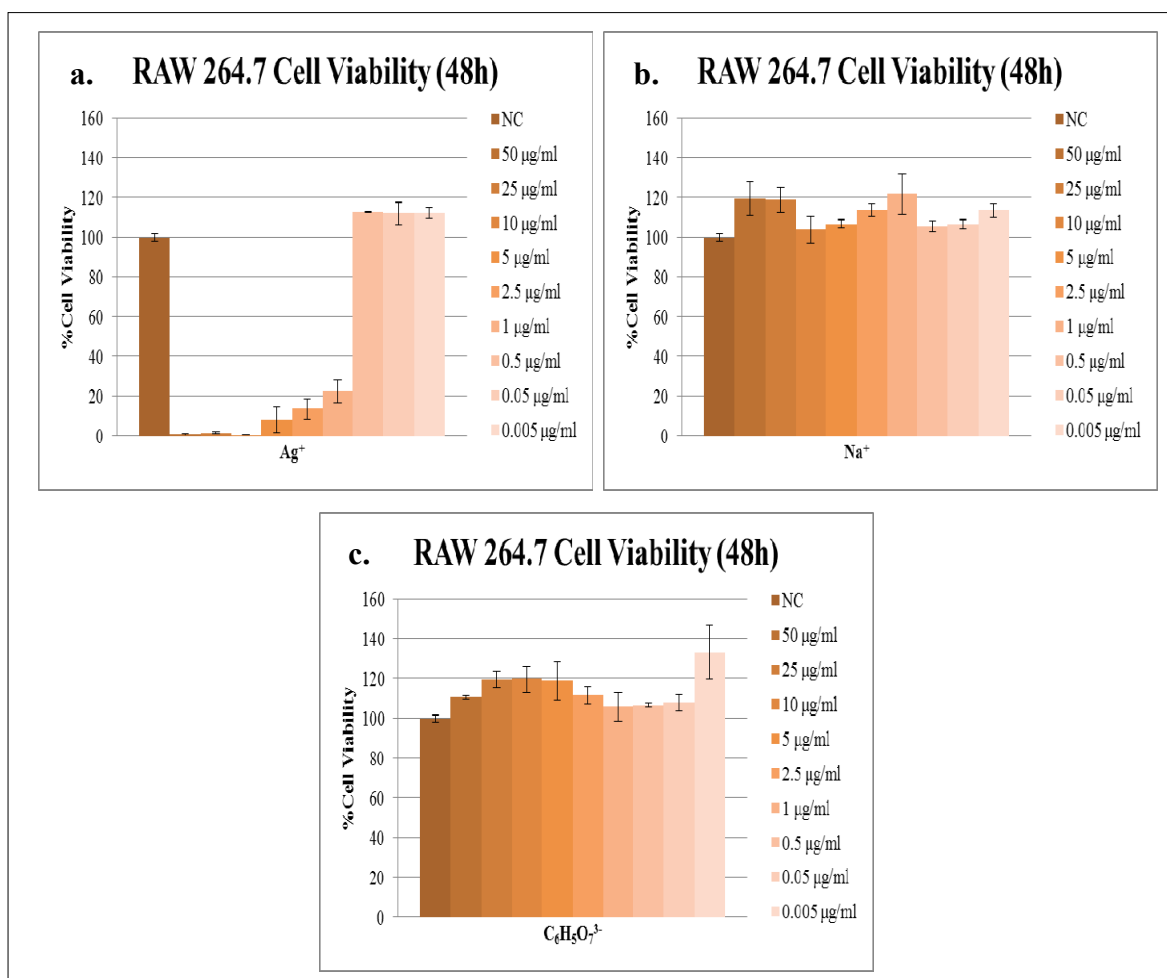 a. RAW 264.7 Cell Viability (48h)
160
140
120
100
80
60
40
20
0
%Cell Viability
Ag⁺
NC
50 µg/ml
25 µg/ml
10 µg/ml
5 µg/ml
2.5 µg/ml
1 µg/ml
0.5 µg/ml
0.05 µg/ml
0.005 µg/ml
b. RAW 264.7 Cell Viability (48h)
160
140
120
100
80
60
40
20
0
%Cell Viability
Na⁺
NC
50 µg/ml
25 µg/ml
10 µg/ml
5 µg/ml
2.5 µg/ml
1 µg/ml
0.5 µg/ml
0.05 µg/ml
0.005 µg/ml
c. RAW 264.7 Cell Viability (48h)
160
140
120
100
80
60
40
20
0
%Cell Viability
C₆H₅O₇³⁻
NC
50 µg/ml
25 µg/ml
10 µg/ml
5 µg/ml
2.5 µg/ml
1 µg/ml
0.5 µg/ml
0.05 µg/ml
0.005 µg/ml